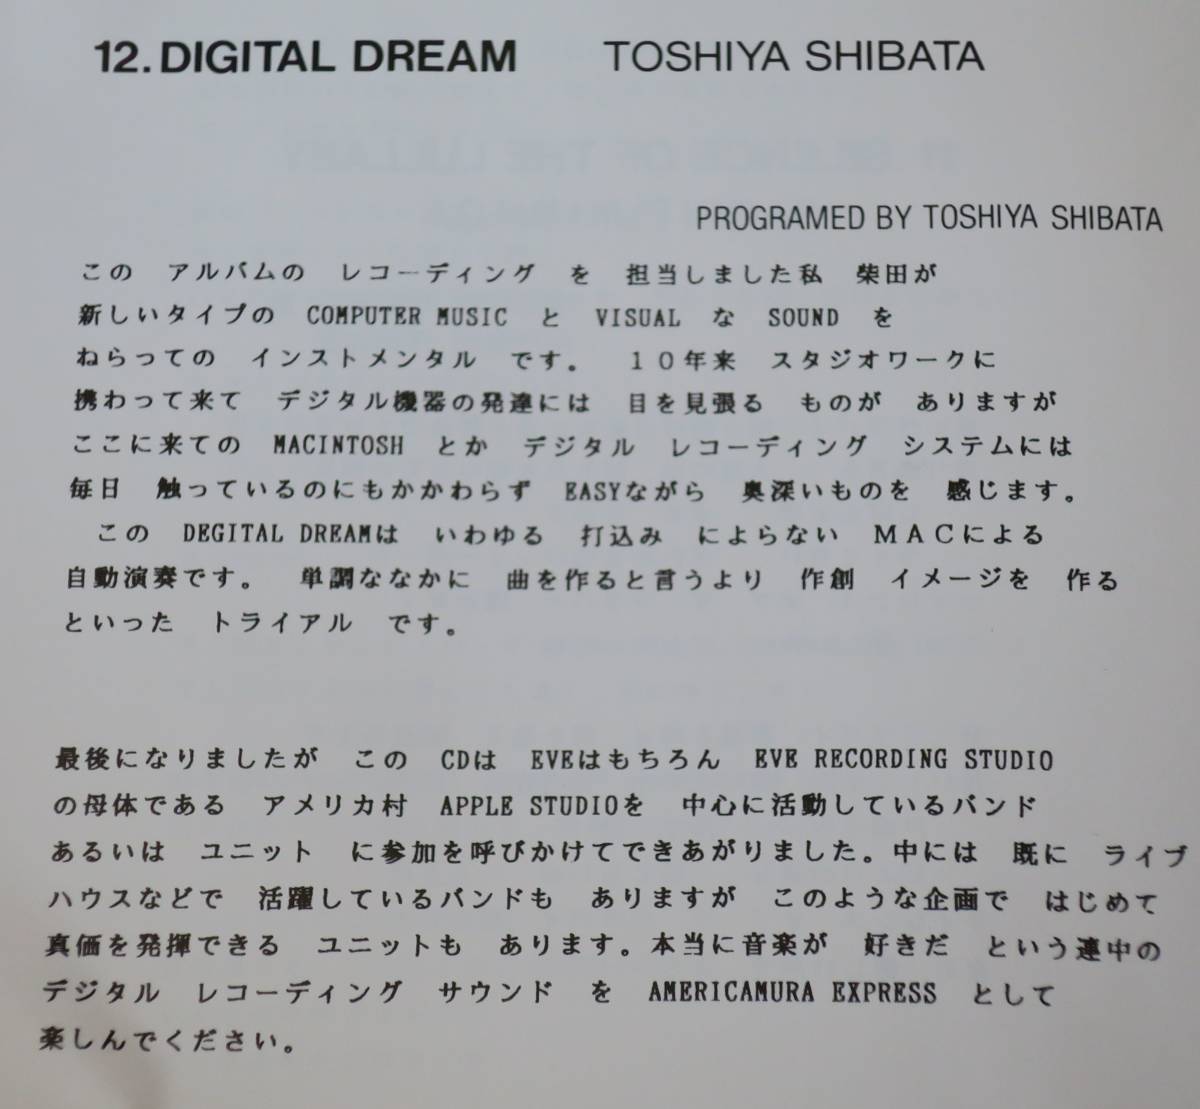 12. DIGITAL DREAM TOSHIYA SHIBATA
PROGRAMED BY TOSHIYA SHIBATA
この アルバムの レコーディング を 担当しました私 柴田が
新しいタイプの COMPUTER MUSIC と VISUAL な SOUND を
ねらっての インストメンタル です。 10年来 スタジオワークに
携わって来て デジタル機器の発達には 目を見張る ものが ありますが
ここに来ての MACINTOSH とか デジタル レコーディング システムには
毎日 触っているのにもかかわらず EASYながら 奥深いものを 感じます。
この DEGITAL DREAMは いわゆる 打込み によらない MACによる
自動演奏です。 単調ななかに 曲を作ると言うより 作創 イメージを 作る
といった トライアル です。
最後になりましたが この CDは EVEはもちろん EVE RECORDING STUDIO
の母体である アメリカ村 APPLE STUDIOを 中心に活動しているバンド
あるいは ユニット に参加を呼びかけてできあがりました。中には 既に ライブ
ハウスなどで 活躍しているバンドも ありますが このような企画で はじめて
真価を発揮できる ユニットも あります。本当に音楽が 好きだ という連中の
デジタル レコーディング サウンド を AMERICAMURA EXPRESS として
楽しんでください。